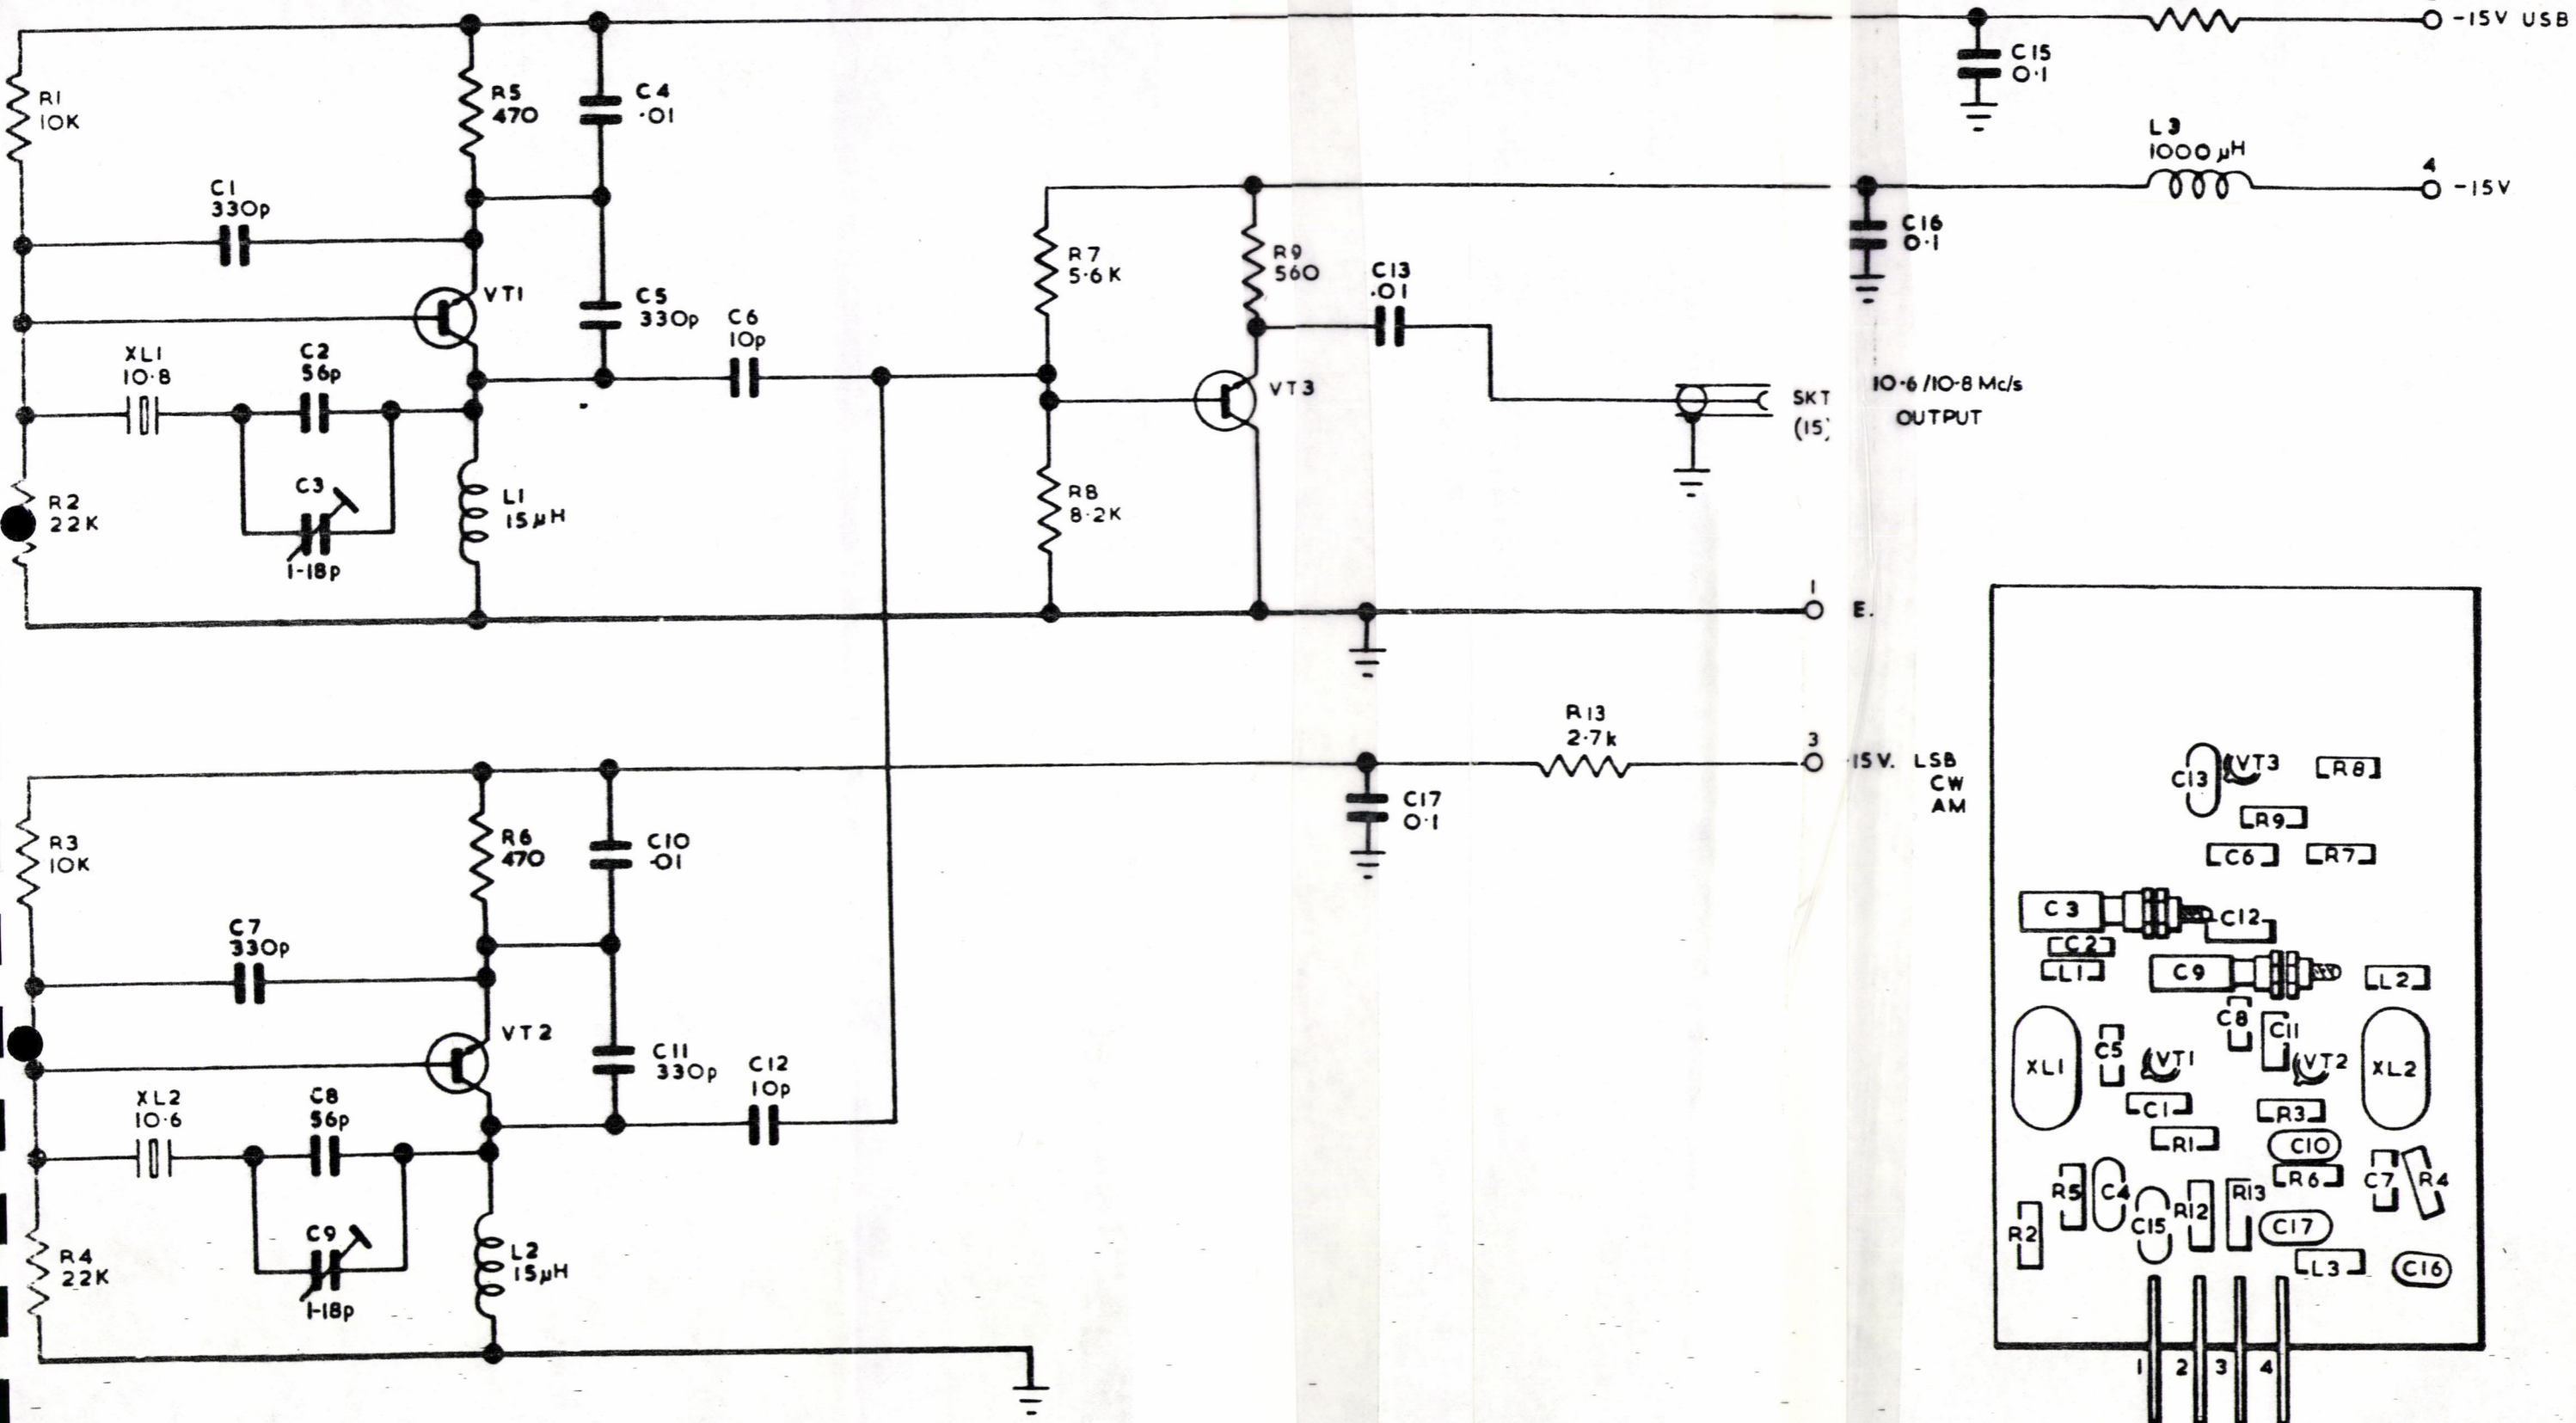 -15V USB
C15
0·1
R1
10K
R5
470
C4
·01
L3
1000 µH
4
-15V
C1
330p
C16
0·1
R7
5·6K
R9
560
C13
.01
VT1
C5
330p
C6
10p
XL1
10·8
C2
56p
VT3
SKT
(15)
10·6/10·8 Mc/s
OUTPUT
C3
1-18p
R2
22K
L1
15µH
R8
8·2K
1
E.
R13
2·7k
3
15V. LSB
CW
AM
C17
0·1
R3
10K
R6
470
C10
·01
C7
330p
VT2
C11
330p
C12
10p
XL2
10·6
C8
56p
C9
1-18p
R4
22K
L2
15µH
C13
VT3
R8
R9
C6
R7
C3
C12
C2
L1
C9
L2
C8
C11
XL1
C5
VT1
VT2
XL2
C1
R3
R1
C10
R6
C7
R4
R5
C4
C15
R12
R13
C17
R2
L3
C16
1
2
3
4